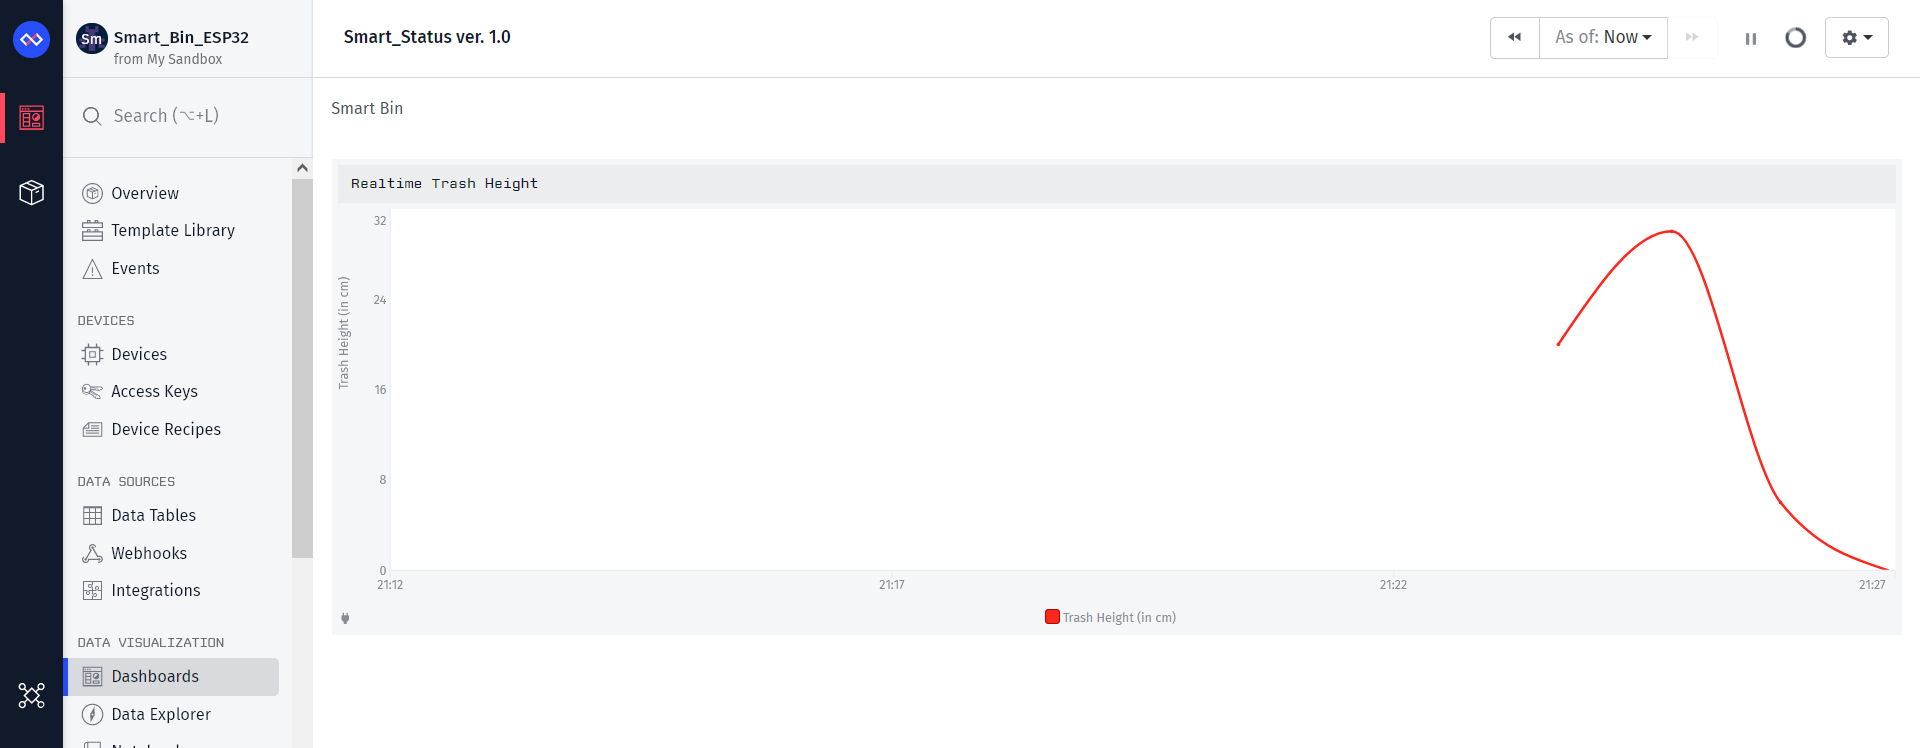 Sm
Smart_Bin_ESP32
from My Sandbox
Smart_Status ver. 1.0
As of: Now
Search (⌥+L)
Smart Bin
Overview
Template Library
Events
DEVICES
Devices
Access Keys
Device Recipes
DATA SOURCES
Data Tables
Webhooks
Integrations
DATA VISUALIZATION
Dashboards
Data Explorer
Realtime Trash Height
Trash Height (in cm)
32
24
16
8
0
21:12
21:17
21:22
21:27
Trash Height (in cm)